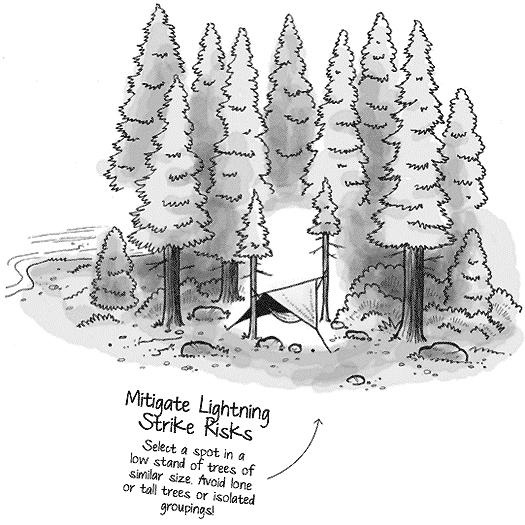 Mitigate Lightning
Strike Risks
Select a spot in a
low stand of trees of
similar size. Avoid lone
or tall trees or isolated
groupings!